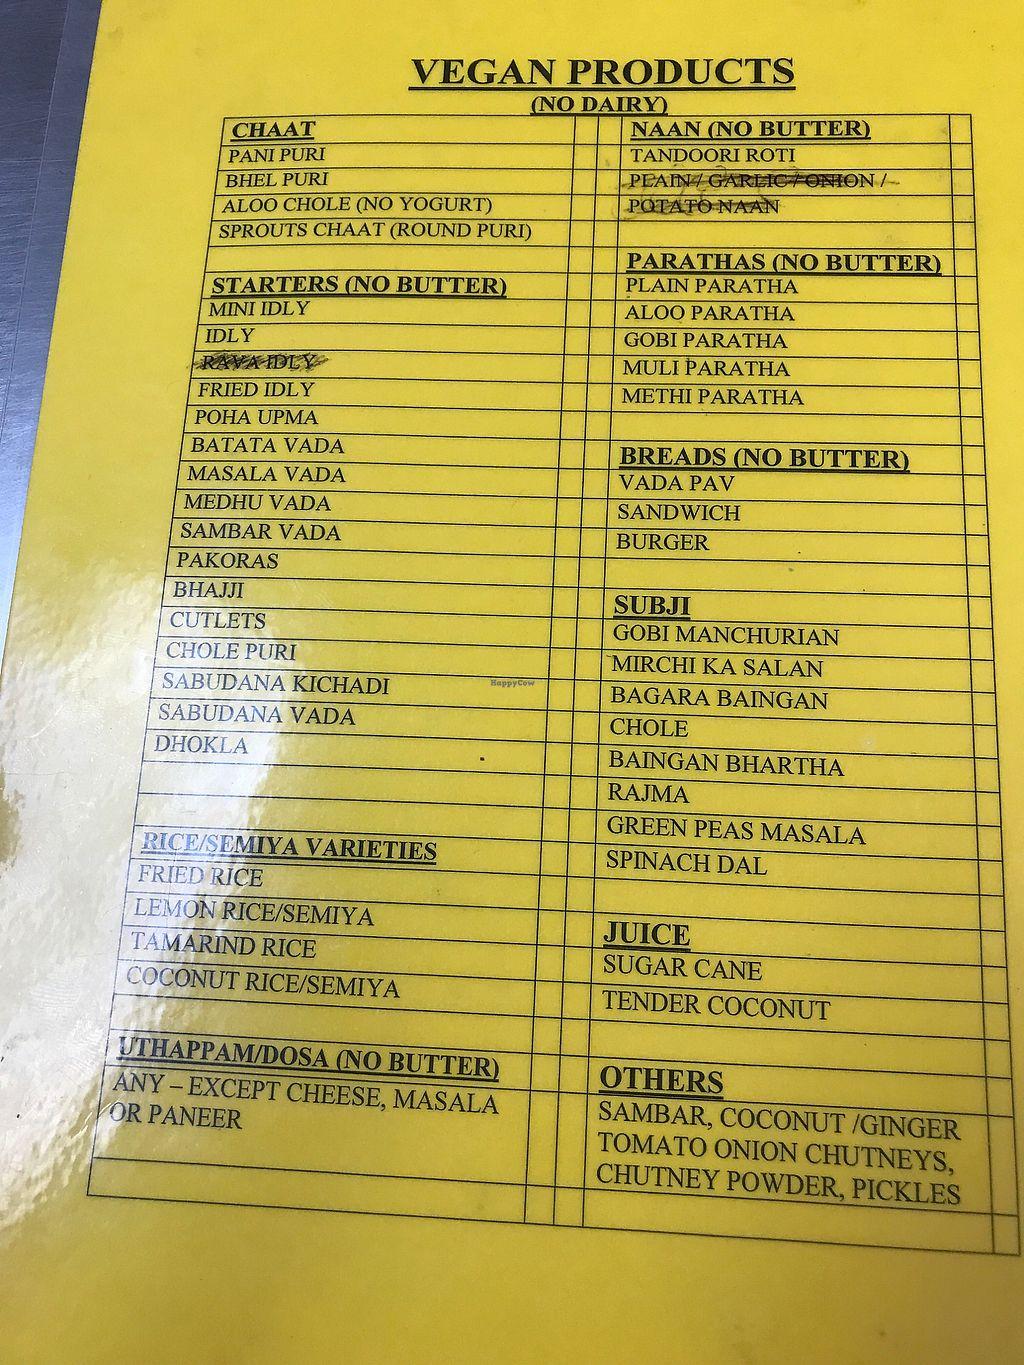 VEGAN PRODUCTS
(NO DAIRY)
CHAAT
PANI PURI
BHEL PURI
ALOO CHOLE (NO YOGURT)
SPROUTS CHAAT (ROUND PURI)
STARTERS (NO BUTTER)
MINI IDLY
IDLY
RAVA IDLY
FRIED IDLY
POHA UPMA
BATATA VADA
MASALA VADA
MEDHU VADA
SAMBAR VADA
PAKORAS
BHAJJI
CUTLETS
CHOLE PURI
SABUDANA KICHADI
SABUDANA VADA
DHOKLA
RICE/SEMIYA VARIETIES
FRIED RICE
LEMON RICE/SEMIYA
TAMARIND RICE
COCONUT RICE/SEMIYA
UTHAPPAM/DOSA (NO BUTTER)
ANY – EXCEPT CHEESE, MASALA
OR PANEER
NAAN (NO BUTTER)
TANDOORI ROTI
PLAIN / GARLIC / ONION /
POTATO NAAN
PARATHAS (NO BUTTER)
PLAIN PARATHA
ALOO PARATHA
GOBI PARATHA
MULI PARATHA
METHI PARATHA
BREADS (NO BUTTER)
VADA PAV
SANDWICH
BURGER
SUBJI
GOBI MANCHURIAN
MIRCHI KA SALAN
BAGARA BAINGAN
CHOLE
BAINGAN BHARTHA
RAJMA
GREEN PEAS MASALA
SPINACH DAL
JUICE
SUGAR CANE
TENDER COCONUT
OTHERS
SAMBAR, COCONUT /GINGER
TOMATO ONION CHUTNEYS,
CHUTNEY POWDER, PICKLES
HappyCow